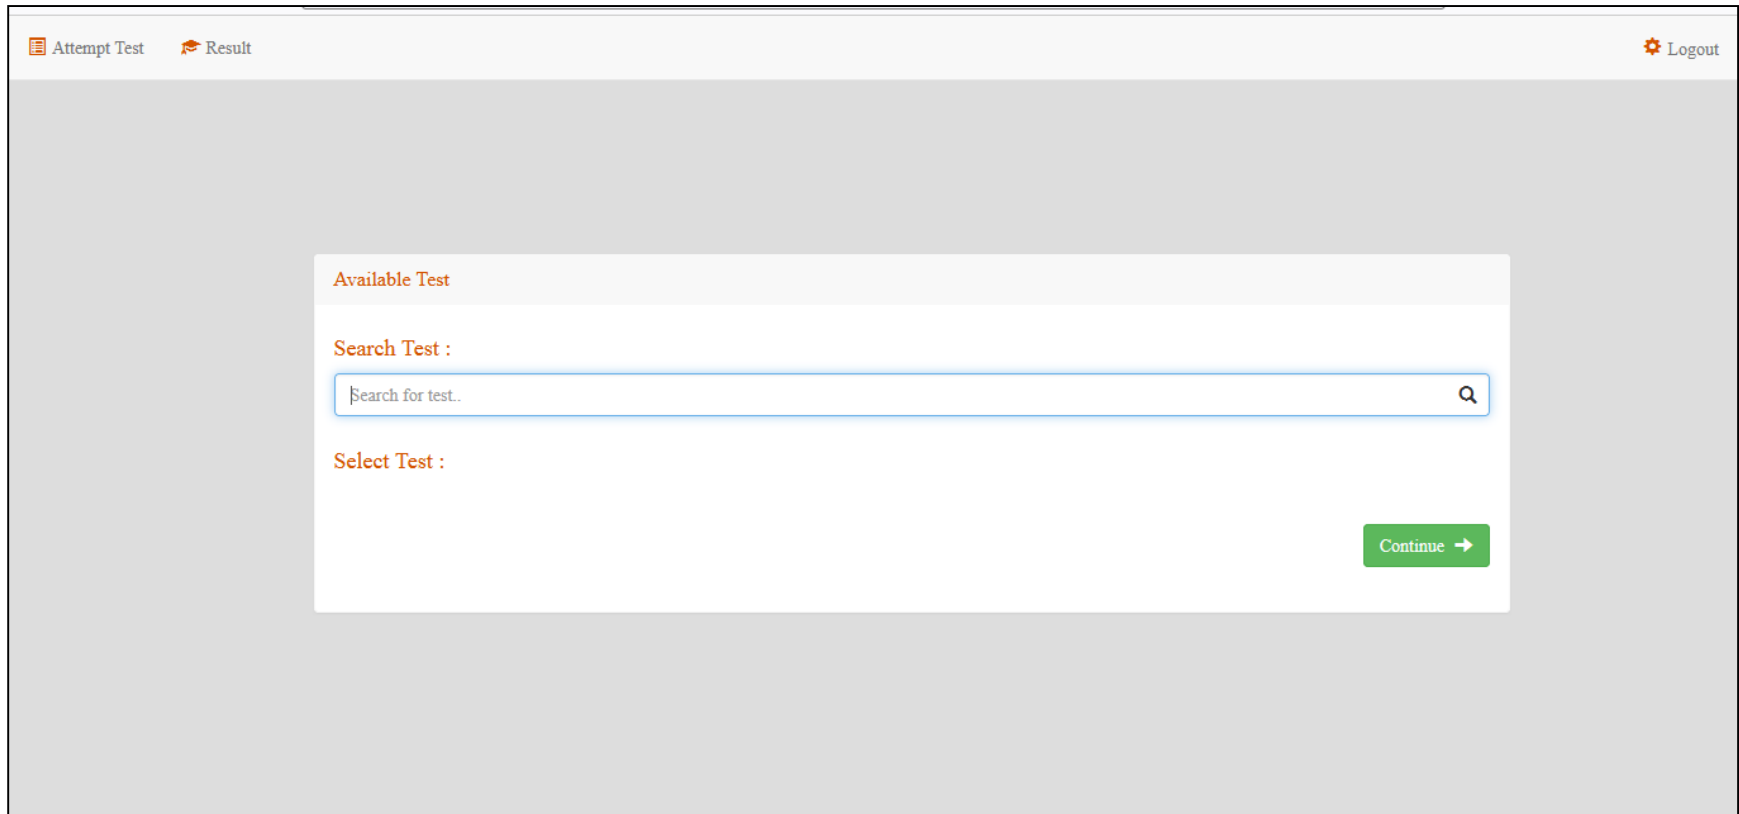 Attempt Test Result Logout
Available Test
Search Test :
Search for test..
Select Test :
Continue